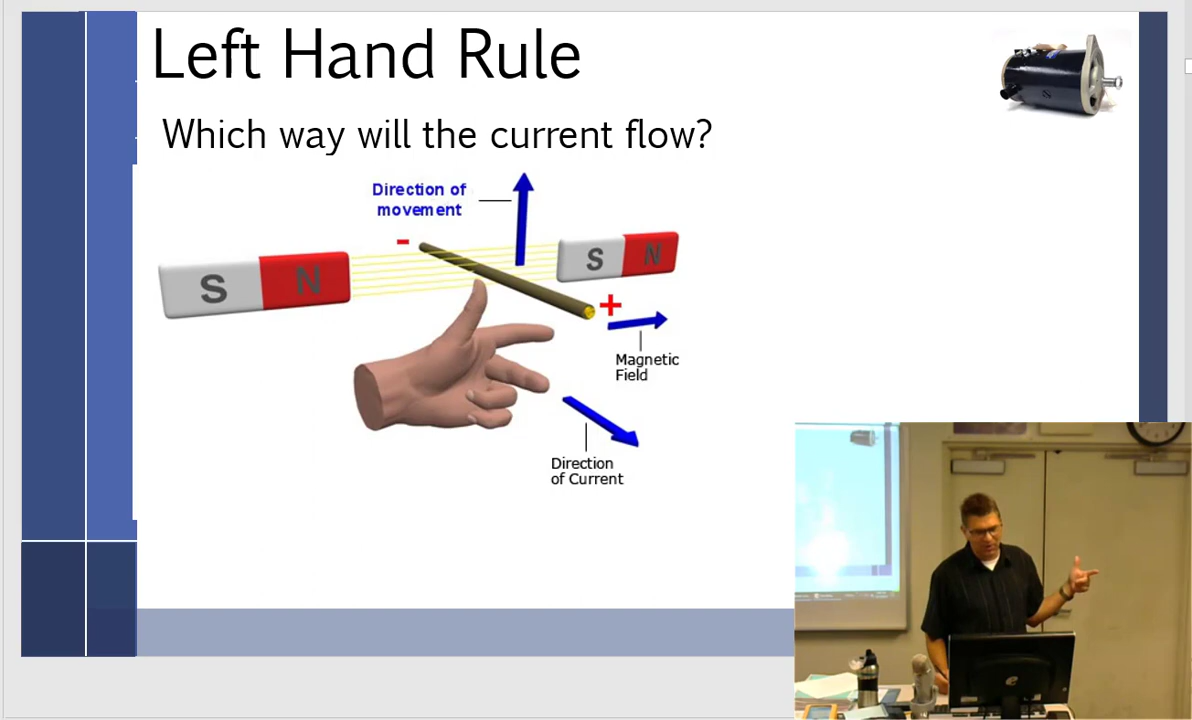 Left Hand Rule
Which way will the current flow?
Direction of
movement
-
S N
S N
+
Magnetic
Field
Direction
of Current